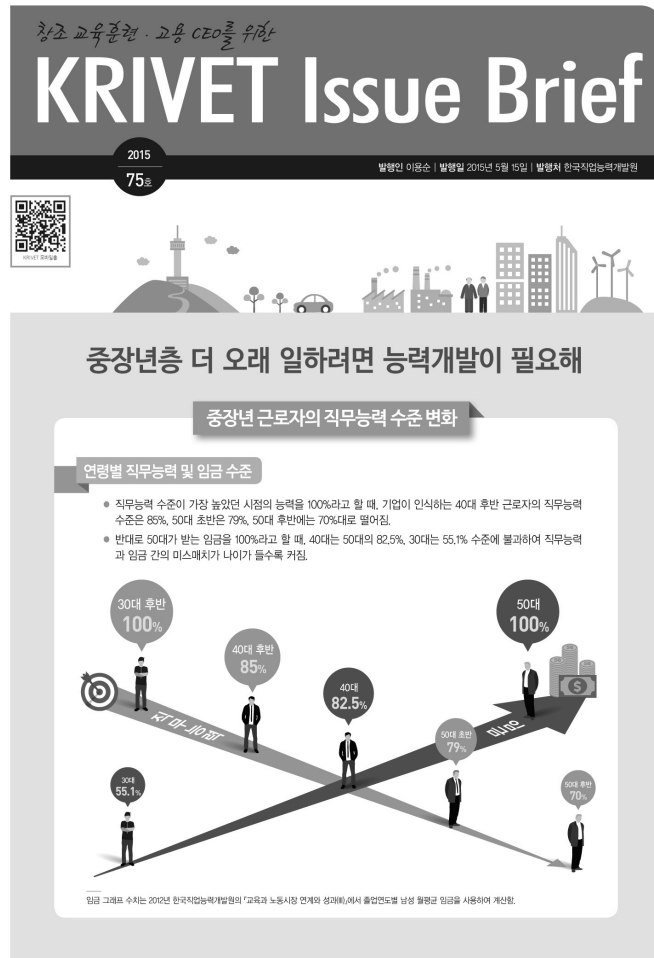 창조 교육훈련 · 고용 CEO를 위한
KRIVET Issue Brief
2015
75호
발행인 이용순 | 발행일 2015년 5월 15일 | 발행처 한국직업능력개발원
KRIVET 모바일웹
중장년층 더 오래 일하려면 능력개발이 필요해
중장년 근로자의 직무능력 수준 변화
연령별 직무능력 및 임금 수준
● 직무능력 수준이 가장 높았던 시점의 능력을 100%라고 할 때, 기업이 인식하는 40대 후반 근로자의 직무능력
수준은 85%, 50대 초반은 79%, 50대 후반에는 70%대로 떨어짐.
● 반대로 50대가 받는 임금을 100%라고 할 때, 40대는 50대의 82.5%, 30대는 55.1% 수준에 불과하여 직무능력
과 임금 간의 미스매치가 나이가 들수록 커짐.
30대 후반
100%
50대
100%
40대 후반
85%
40대
82.5%
직무능력
임금
50대 초반
79%
30대
55.1%
50대 후반
70%
임금 그래프 수치는 2012년 한국직업능력개발원의 「교육과 노동시장 연계와 성과(Ⅲ)」에서 졸업연도별 남성 월평균 임금을 사용하여 계산함.